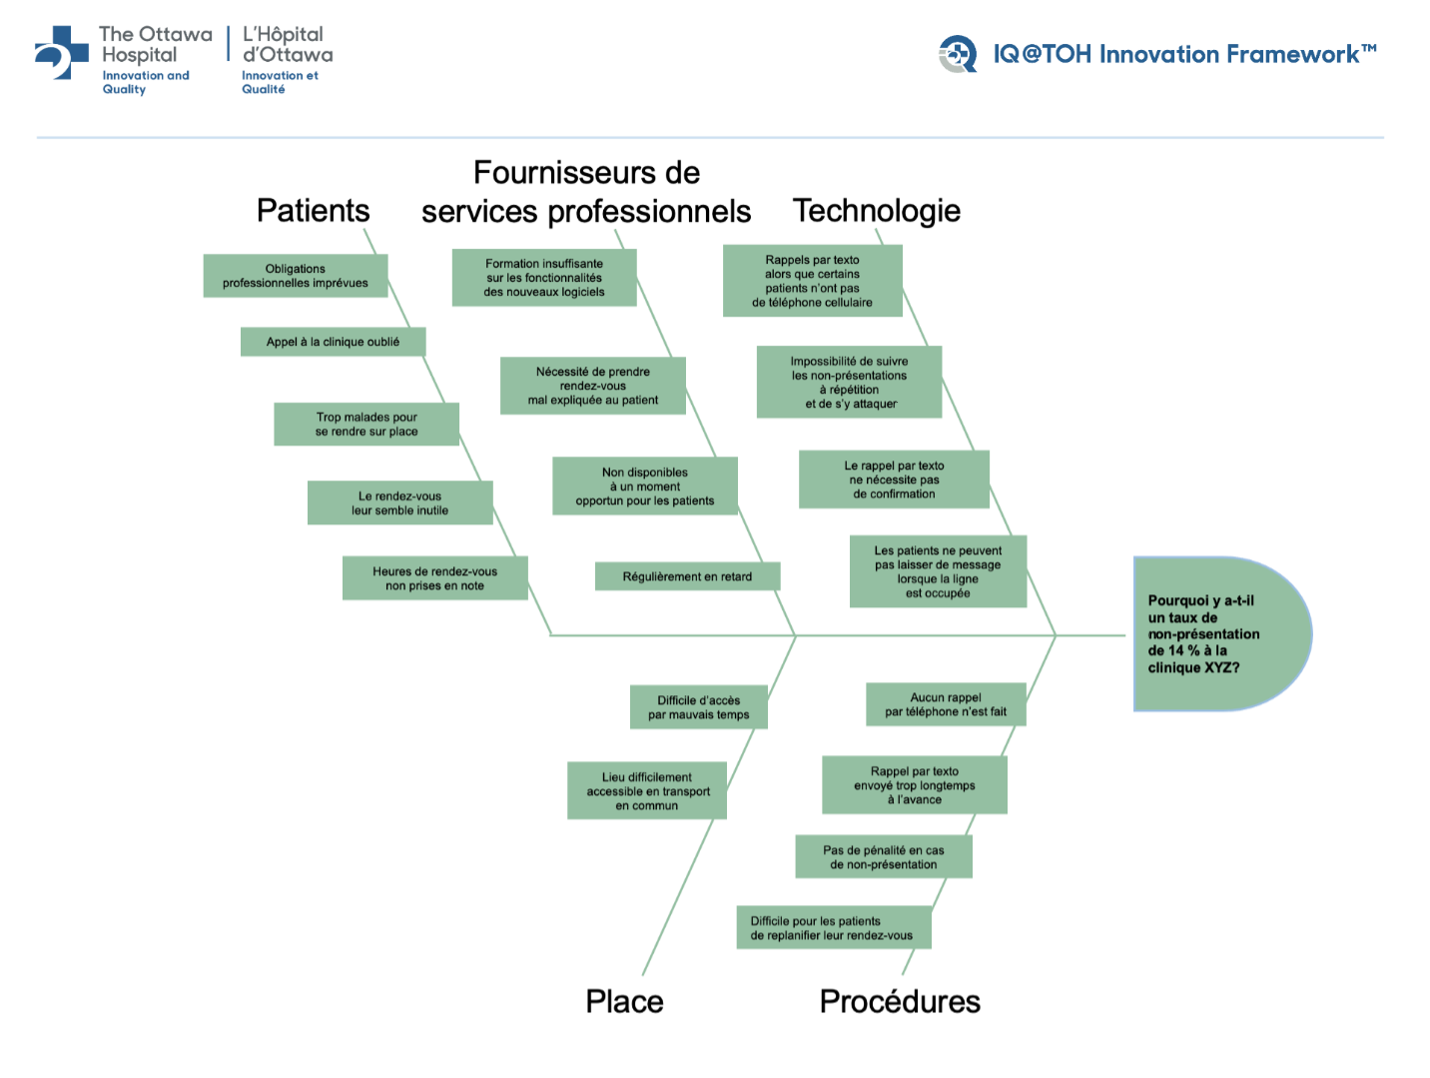 The Ottawa
Hospital
Innovation and
Quality
L'Hôpital
d'Ottawa
Innovation et
Qualité
IQ@TOH Innovation Framework™
Patients
Fournisseurs de
services professionnels
Technologie
Obligations
professionnelles imprévues
Appel à la clinique oublié
Trop malades pour
se rendre sur place
Le rendez-vous
leur semble inutile
Heures de rendez-vous
non prises en note
Formation insuffisante
sur les fonctionnalités
des nouveaux logiciels
Nécessité de prendre
rendez-vous
mal expliquée au patient
Non disponibles
à un moment
opportun pour les patients
Régulièrement en retard
Rappels par texto
alors que certains
patients n'ont pas
de téléphone cellulaire
Impossibilité de suivre
les non-présentations
à répétition
et de s'y attaquer
Le rappel par texto
ne nécessite pas
de confirmation
Les patients ne peuvent
pas laisser de message
lorsque la ligne
est occupée
Pourquoi y a-t-il
un taux de
non-présentation
de 14 % à la
clinique XYZ?
Difficile d'accès
par mauvais temps
Lieu difficilement
accessible en transport
en commun
Aucun rappel
par téléphone n'est fait
Rappel par texto
envoyé trop longtemps
à l'avance
Pas de pénalité en cas
de non-présentation
Difficile pour les patients
de replanifier leur rendez-vous
Place
Procédures